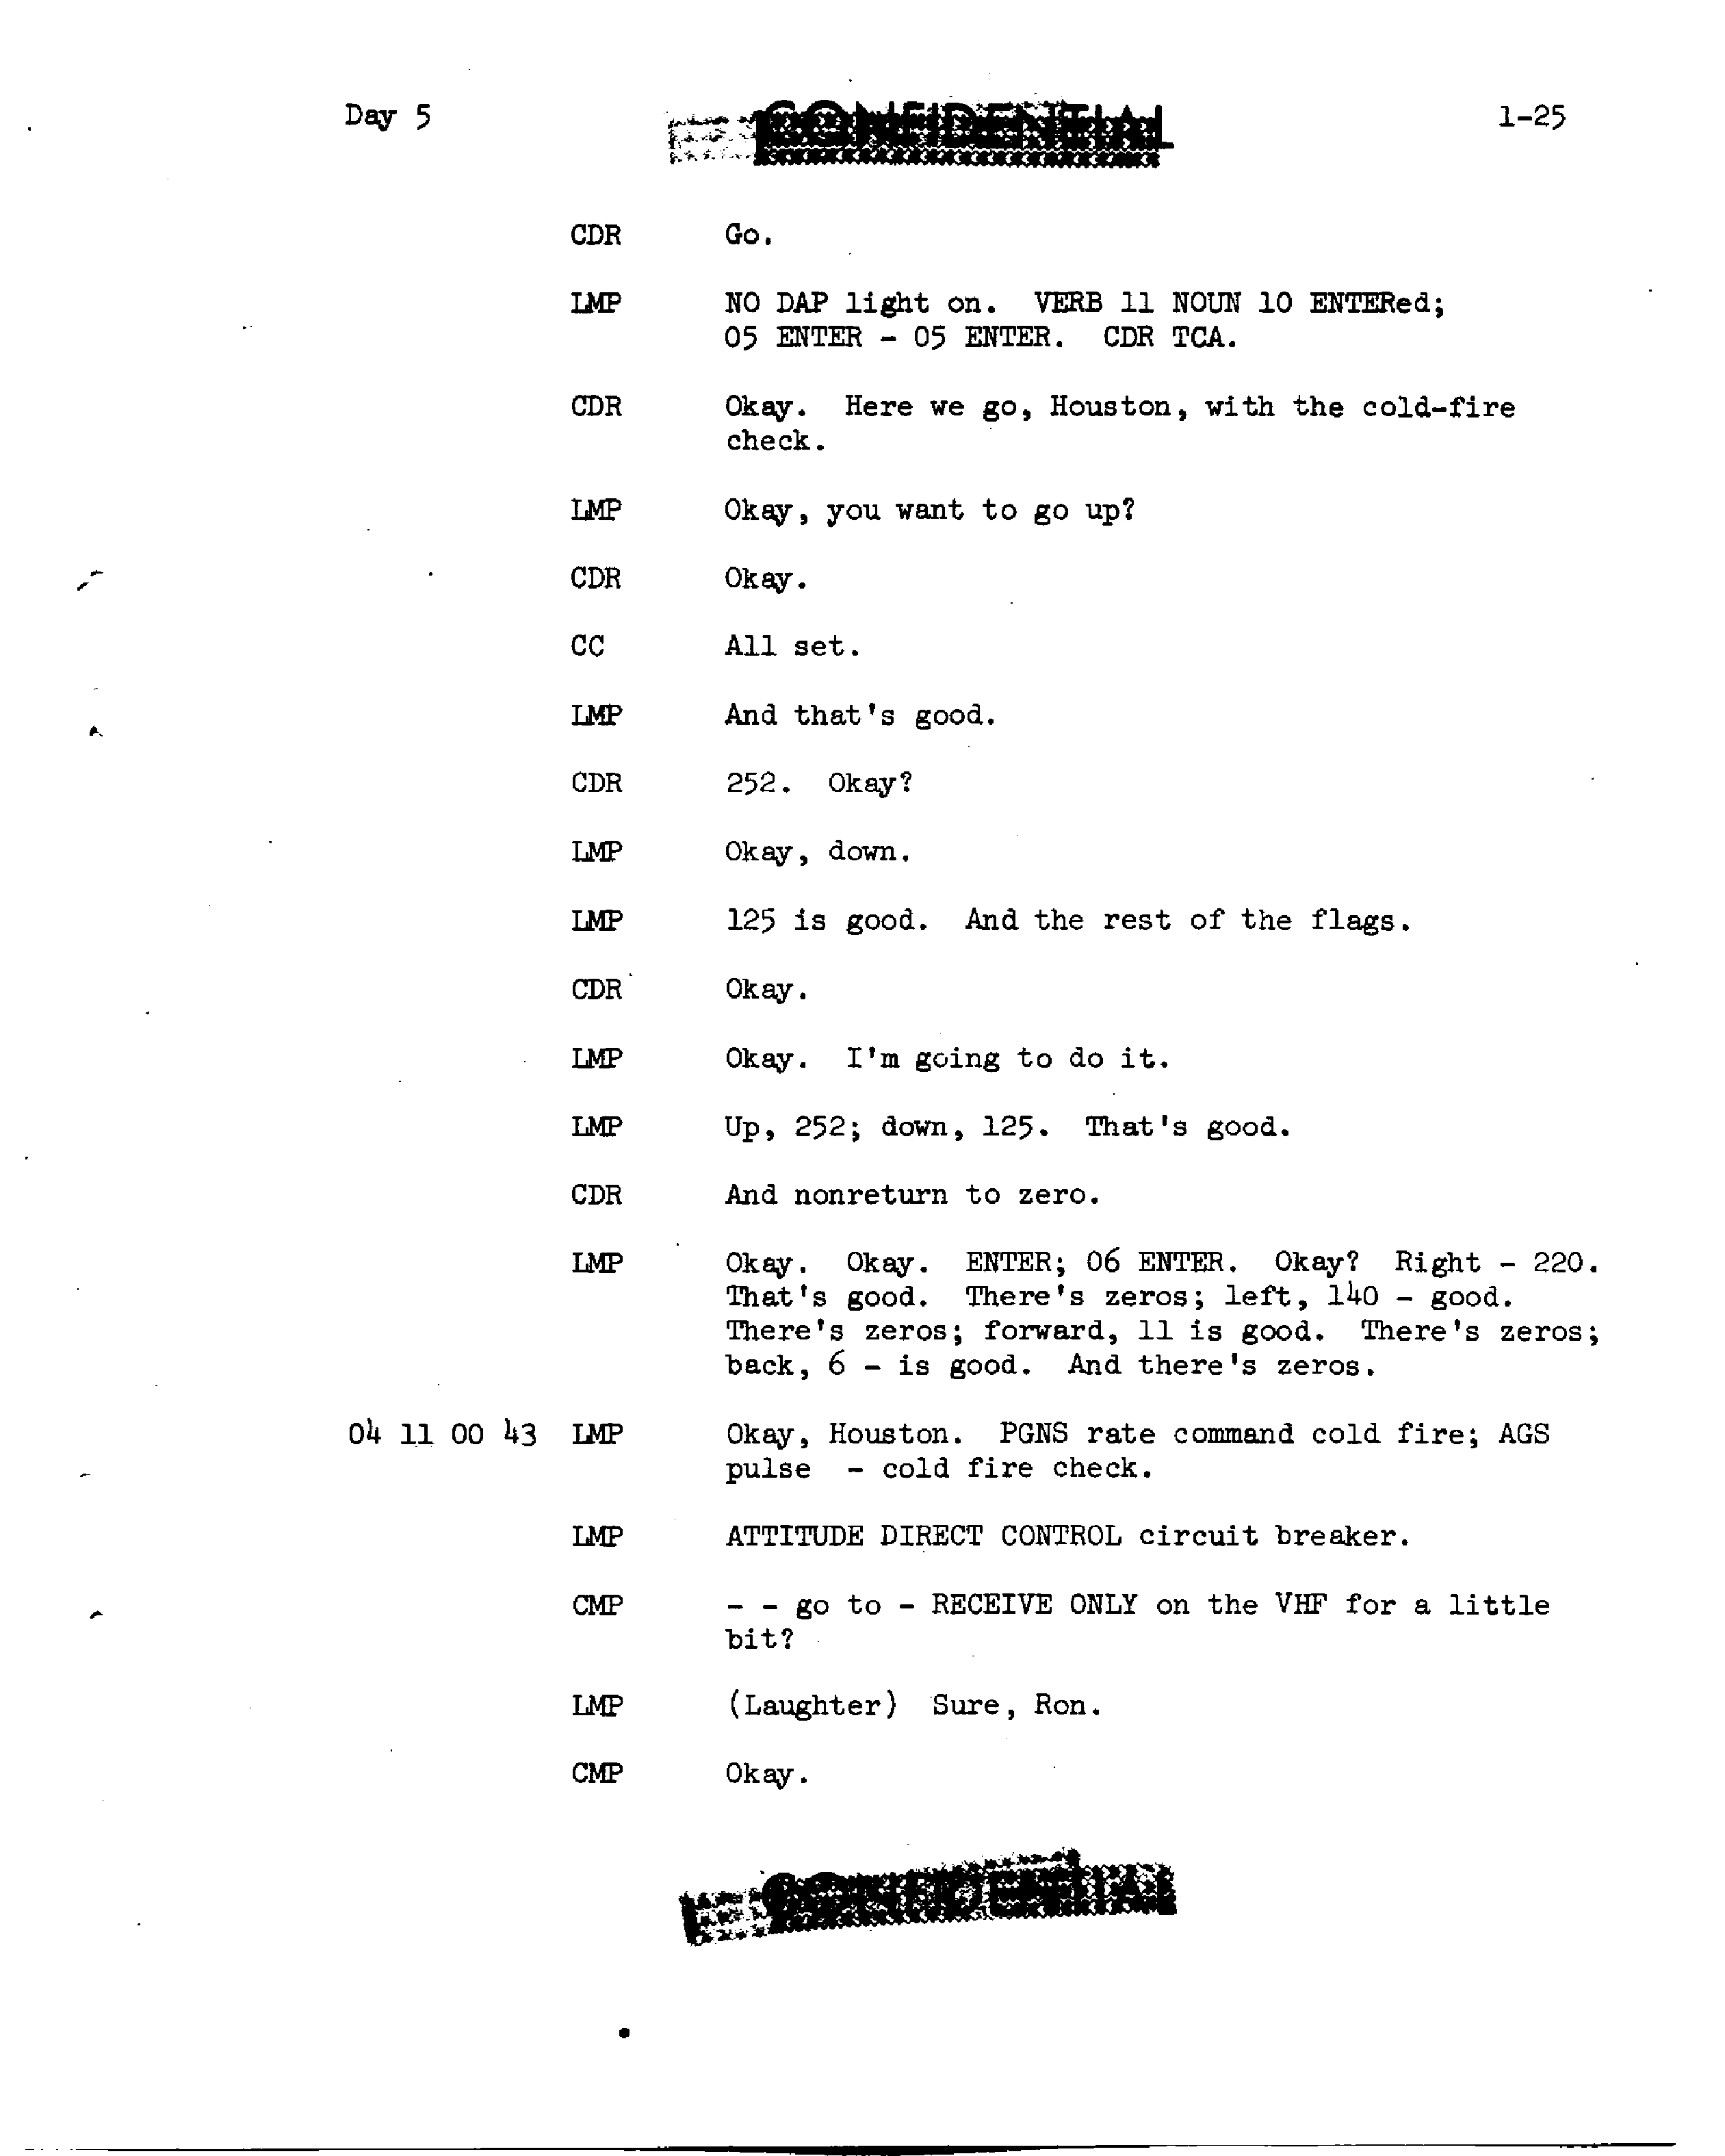 Day 5
CONFIDENTIAL
1-25
CDR Go.
LMP NO DAP light on. VERB 11 NOUN 10 ENTERed;
05 ENTER - 05 ENTER. CDR TCA.
CDR Okay. Here we go, Houston, with the cold-fire
check.
LMP Okay, you want to go up?
CDR Okay.
CC All set.
LMP And that's good.
CDR 252. Okay?
LMP Okay, down.
LMP 125 is good. And the rest of the flags.
CDR Okay.
LMP Okay. I'm going to do it.
LMP Up, 252; down, 125. That's good.
CDR And nonreturn to zero.
LMP Okay. Okay. ENTER; 06 ENTER. Okay? Right - 220.
That's good. There's zeros; left, 140 - good.
There's zeros; forward, 11 is good. There's zeros;
back, 6 - is good. And there's zeros.
04 11 00 43 LMP Okay, Houston. PGNS rate command cold fire; AGS
pulse - cold fire check.
LMP ATTITUDE DIRECT CONTROL circuit breaker.
CMP - - go to - RECEIVE ONLY on the VHF for a little
bit?
LMP (Laughter) Sure, Ron.
CMP Okay.
CONFIDENTIAL